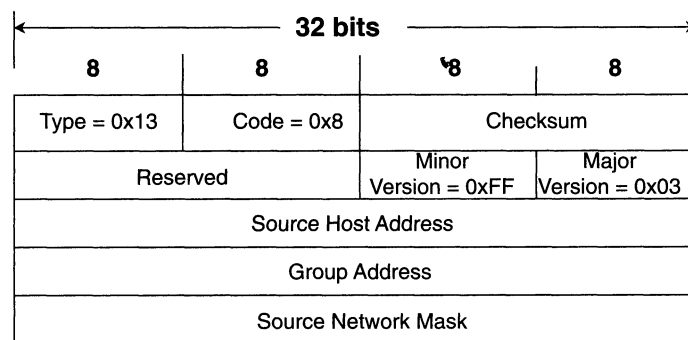 32 bits
8 8 8 8
Type = 0x13 Code = 0x8 Checksum
Reserved Minor Version = 0xFF Major Version = 0x03
Source Host Address
Group Address
Source Network Mask